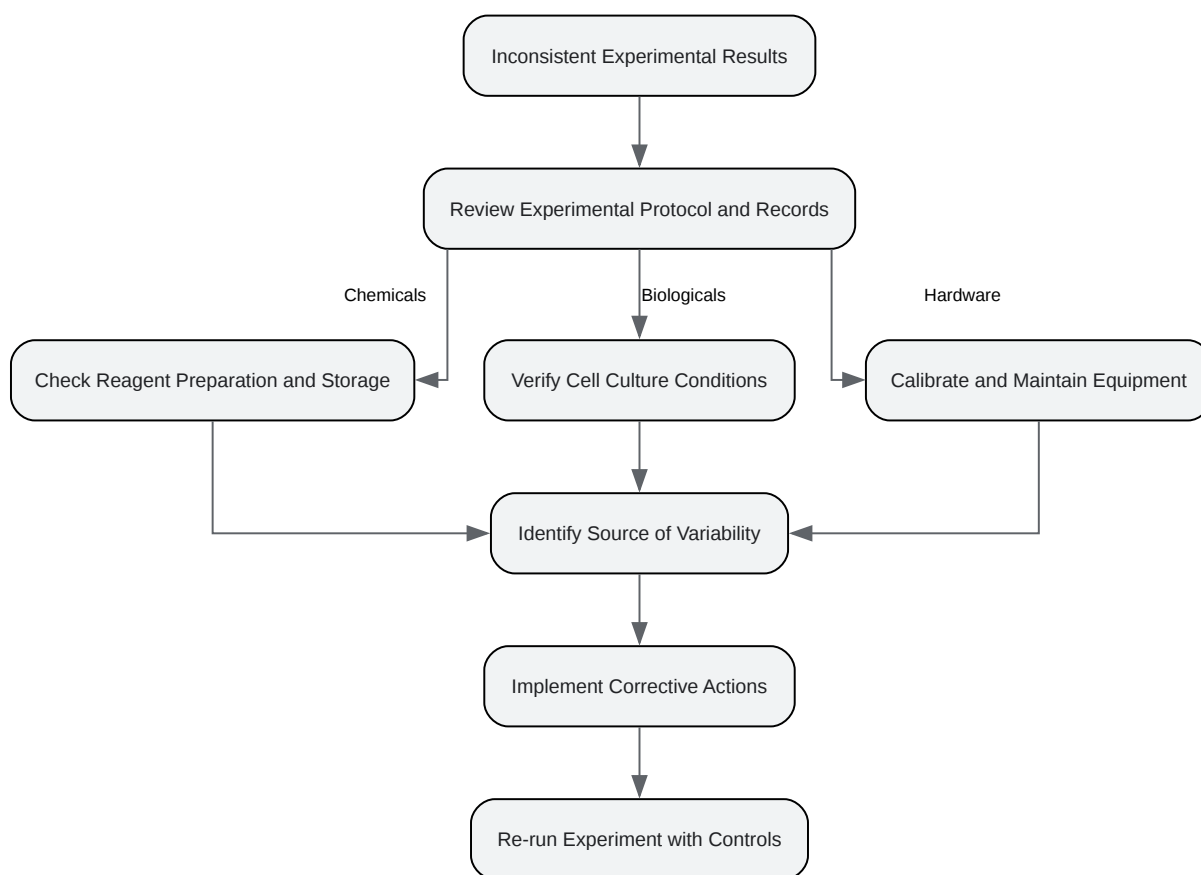 Inconsistent Experimental Results
Review Experimental Protocol and Records
Chemicals
Biologicals
Hardware
Check Reagent Preparation and Storage
Verify Cell Culture Conditions
Calibrate and Maintain Equipment
Identify Source of Variability
Implement Corrective Actions
Re-run Experiment with Controls